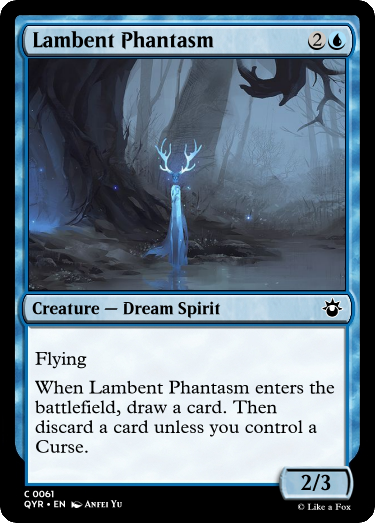 Lambent Phantasm 2
Creature — Dream Spirit
Flying
When Lambent Phantasm enters the
battlefield, draw a card. Then
discard a card unless you control a
Curse.
2/3
C 0061
QYR • EN Anfei Yu
© Like a Fox